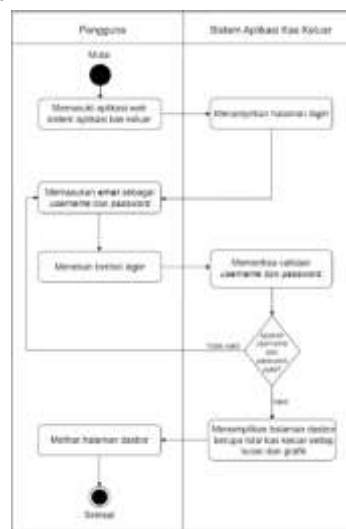 Pengguna
Sistem Aplikasi Kas Keluar
Mulai
Memasuki aplikasi web
sistem aplikasi kas keluar
Menampilkan halaman login
Memasukan email sebagai
username dan password
Menekan tombol login
Memeriksa validasi
username dan password
Apakah
username
dan
password
valid?
Tidak valid
Valid
Menampilkan halaman dasbor
berupa total kas keluar setiap
bulan dan grafik
Melihat halaman dasbor
Selesai